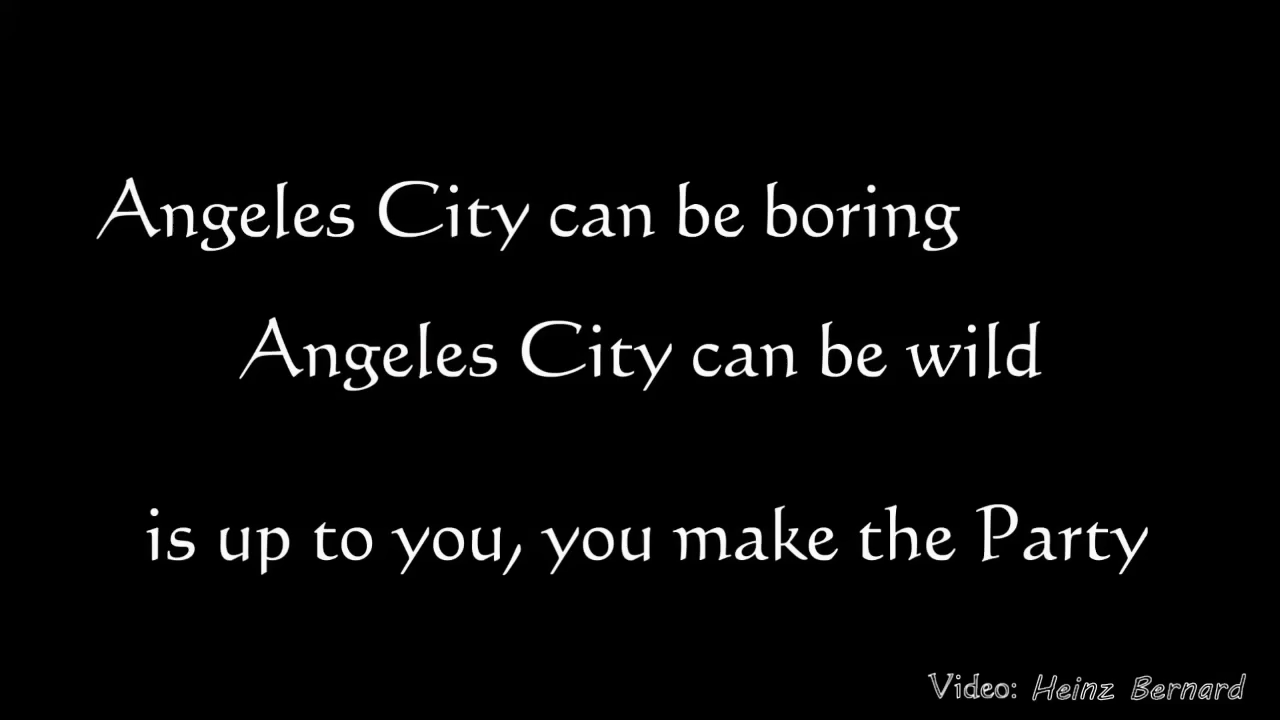 Angeles City can be boring
Angeles City can be wild
is up to you, you make the Party
Video: Heinz Bernard